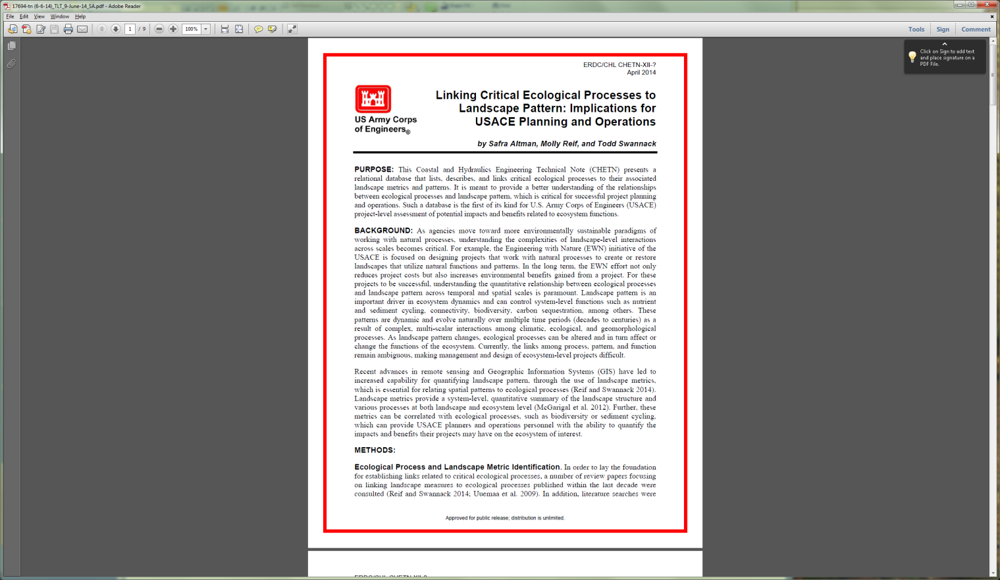 17694-tn (6-6-14)_TLT_9-June-14_SA.pdf - Adobe Reader
File Edit View Window Help
1 / 9 100% Tools Sign Comment
Click on Sign to add text
and place signature on a
PDF File.
ERDC/CHL CHETN-XII-?
April 2014
Linking Critical Ecological Processes to
Landscape Pattern: Implications for
USACE Planning and Operations
US Army Corps
of Engineers®
by Safra Altman, Molly Reif, and Todd Swannack
PURPOSE: This Coastal and Hydraulics Engineering Technical Note (CHETN) presents a
relational database that lists, describes, and links critical ecological processes to their associated
landscape metrics and patterns. It is meant to provide a better understanding of the relationships
between ecological processes and landscape pattern, which is critical for successful project planning
and operations. Such a database is the first of its kind for U.S. Army Corps of Engineers (USACE)
project-level assessment of potential impacts and benefits related to ecosystem functions.
BACKGROUND: As agencies move toward more environmentally sustainable paradigms of
working with natural processes, understanding the complexities of landscape-level interactions
across scales becomes critical. For example, the Engineering with Nature (EWN) initiative of the
USACE is focused on designing projects that work with natural processes to create or restore
landscapes that utilize natural functions and patterns. In the long term, the EWN effort not only
reduces project costs but also increases environmental benefits gained from a project. For these
projects to be successful, understanding the quantitative relationship between ecological processes
and landscape pattern across temporal and spatial scales is paramount. Landscape pattern is an
important driver in ecosystem dynamics and can control system-level functions such as nutrient
and sediment cycling, connectivity, biodiversity, carbon sequestration, among others. These
patterns are dynamic and evolve naturally over multiple time periods (decades to centuries) as a
result of complex, multi-scalar interactions among climatic, ecological, and geomorphological
processes. As landscape pattern changes, ecological processes can be altered and in turn affect or
change the functions of the ecosystem. Currently, the links among process, pattern, and function
remain ambiguous, making management and design of ecosystem-level projects difficult.
Recent advances in remote sensing and Geographic Information Systems (GIS) have led to
increased capability for quantifying landscape pattern, through the use of landscape metrics,
which is essential for relating spatial patterns to ecological processes (Reif and Swannack 2014).
Landscape metrics provide a system-level, quantitative summary of the landscape structure and
various processes at both landscape and ecosystem level (McGarigal et al. 2012). Further, these
metrics can be correlated with ecological processes, such as biodiversity or sediment cycling,
which can provide USACE planners and operations personnel with the ability to quantify the
impacts and benefits their projects may have on the ecosystem of interest.
METHODS:
Ecological Process and Landscape Metric Identification. In order to lay the foundation
for establishing links related to critical ecological processes, a number of review papers focusing
on linking landscape measures to ecological processes published within the last decade were
consulted (Reif and Swannack 2014; Uuemaa et al. 2009). In addition, literature searches were
Approved for public release; distribution is unlimited.